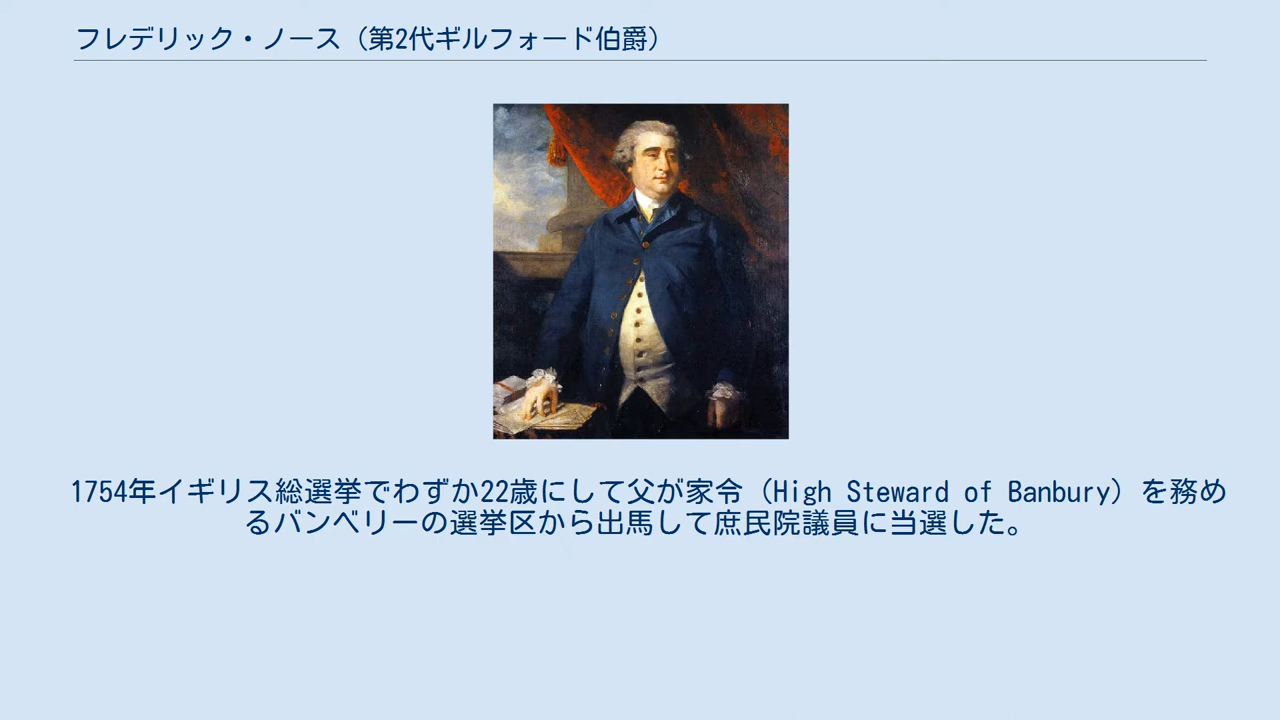 フレデリック・ノース（第2代ギルフォード伯爵）
1754年イギリス総選挙でわずか22歳にして父が家令（High Steward of Banbury）を務め
るバンベリーの選挙区から出馬して庶民院議員に当選した。